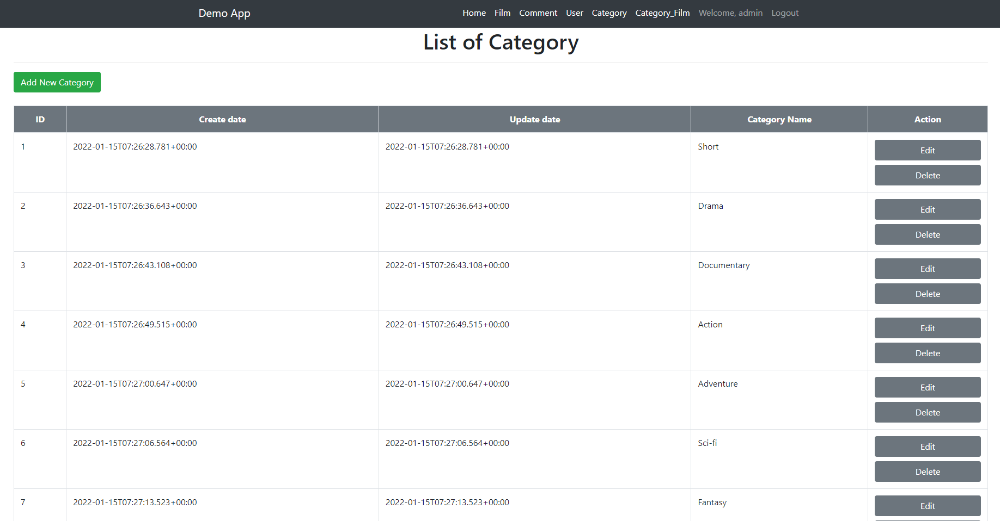 Demo App Home Film Comment User Category Category_Film Welcome, admin Logout
List of Category
Add New Category
ID Create date Update date Category Name Action
1 2022-01-15T07:26:28.781+00:00 2022-01-15T07:26:28.781+00:00 Short Edit
Delete
2 2022-01-15T07:26:36.643+00:00 2022-01-15T07:26:36.643+00:00 Drama Edit
Delete
3 2022-01-15T07:26:43.108+00:00 2022-01-15T07:26:43.108+00:00 Documentary Edit
Delete
4 2022-01-15T07:26:49.515+00:00 2022-01-15T07:26:49.515+00:00 Action Edit
Delete
5 2022-01-15T07:27:00.647+00:00 2022-01-15T07:27:00.647+00:00 Adventure Edit
Delete
6 2022-01-15T07:27:06.564+00:00 2022-01-15T07:27:06.564+00:00 Sci-fi Edit
Delete
7 2022-01-15T07:27:13.523+00:00 2022-01-15T07:27:13.523+00:00 Fantasy Edit